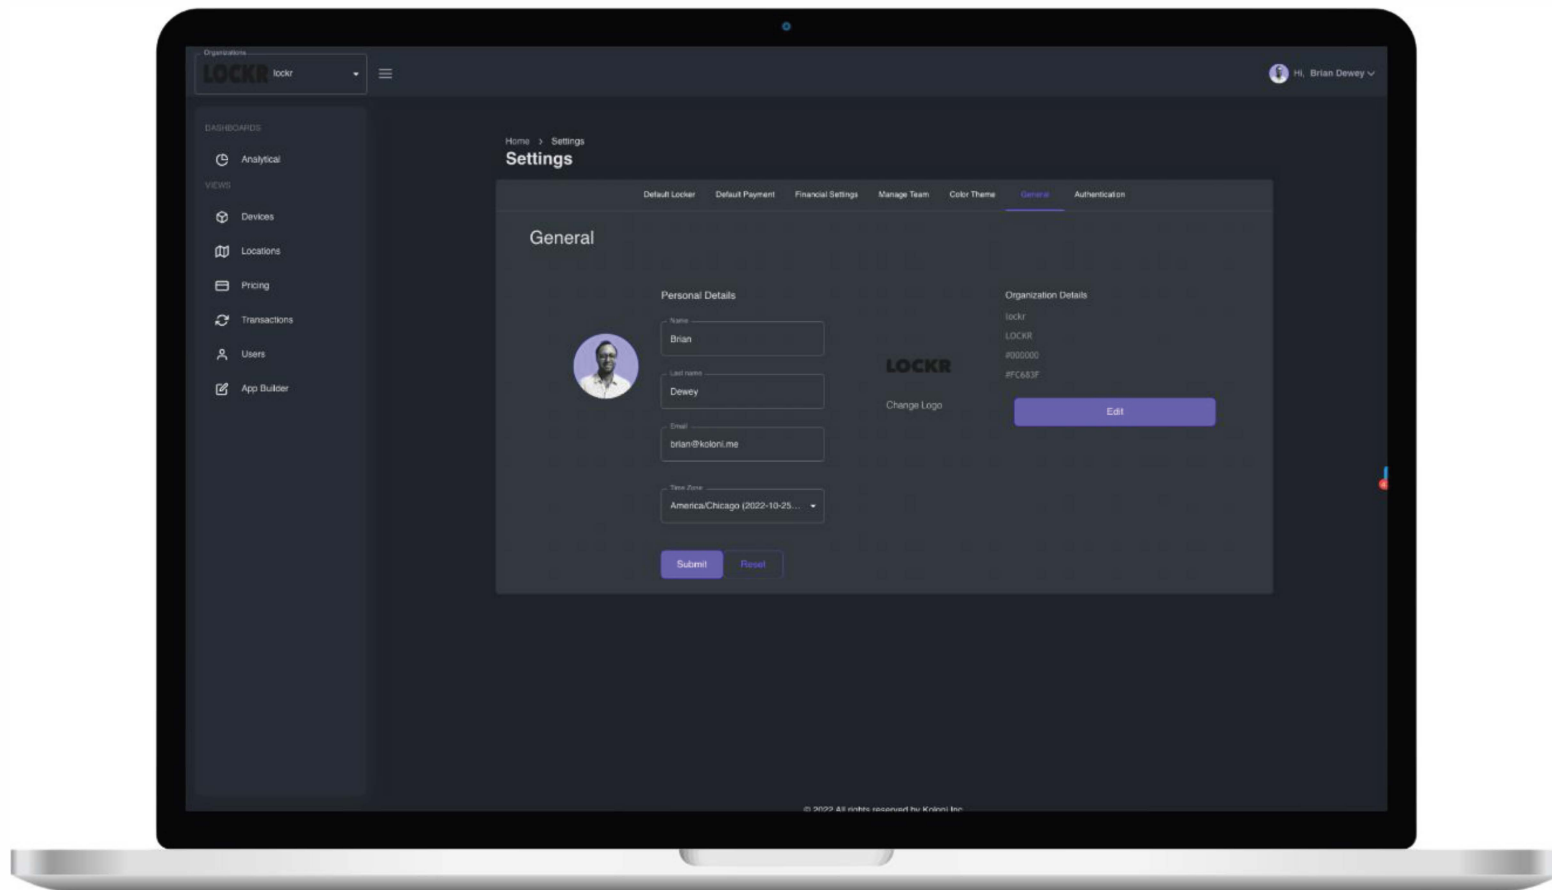 Organizations
LOCKR lockr
Hi, Brian Dewey
DASHBOARDS
Analytical
VIEWS
Devices
Locations
Pricing
Transactions
Users
App Builder
Home > Settings
Settings
Default Locker Default Payment Financial Settings Manage Team Color Theme General Authentication
General
Personal Details
Name
Brian
Last name
Dewey
Email
brian@koloni.me
Time Zone
America/Chicago (2022-10-25...
Submit Reset
LOCKR
Change Logo
Organization Details
lockr
LOCKR
#000000
#FC683F
Edit
© 2022 All rights reserved by Koloni Inc
4